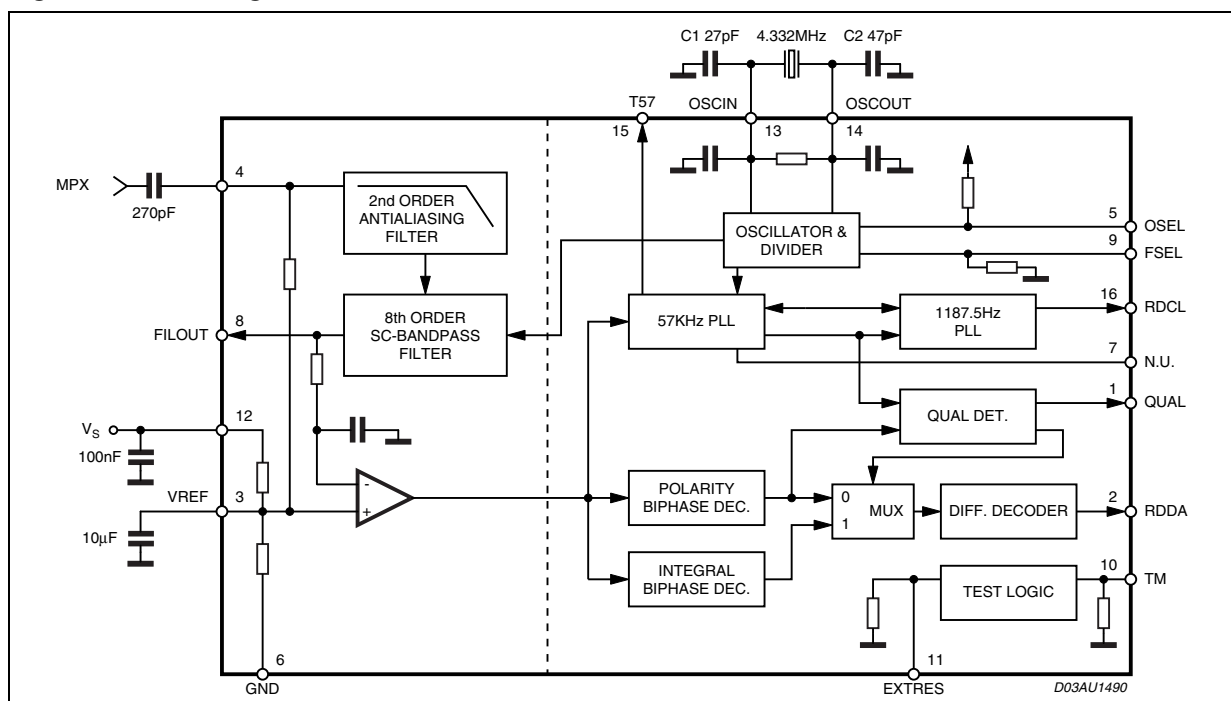 C1 27pF
4.332MHz
C2 47pF
T57
OSCIN
OSCOUT
15
13
14
MPX
270pF
4
2nd ORDER
ANTIALIASING
FILTER
OSCILLATOR &
DIVIDER
5
OSEL
9
FSEL
FILOUT
8
8th ORDER
SC-BANDPASS
FILTER
57KHz PLL
1187.5Hz
PLL
16
RDCL
7
N.U.
VS
12
100nF
QUAL DET.
1
QUAL
VREF
3
10µF
-
+
POLARITY
BIPHASE DEC.
0
1
MUX
DIFF. DECODER
2
RDDA
INTEGRAL
BIPHASE DEC.
TEST LOGIC
10
TM
6
GND
11
EXTRES
D03AU1490